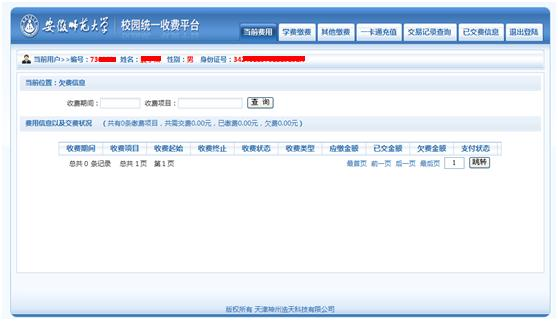 安徽师范大学 校园统一收费平台
当前费用 学费缴费 其他缴费 一卡通充值 交易记录查询 已交费信息 退出登陆
当前用户>>编号：73 姓名： 性别：男 身份证号：342
当前位置：欠费信息
收费期间： 收费项目： 查 询
费用信息以及交费状况 （共有0条缴费项目，共需交费0.00元，已缴费0.00元，欠费0.00元）
收费期间 收费项目 收费起始 收费终止 收费状态 收费类型 应缴金额 已交金额 欠费金额 支付状态
总共 0 条记录 总共 1 页 第 1 页 最首页 前一页 后一页 最后页 1 跳转
版权所有 天津神州浩天科技有限公司